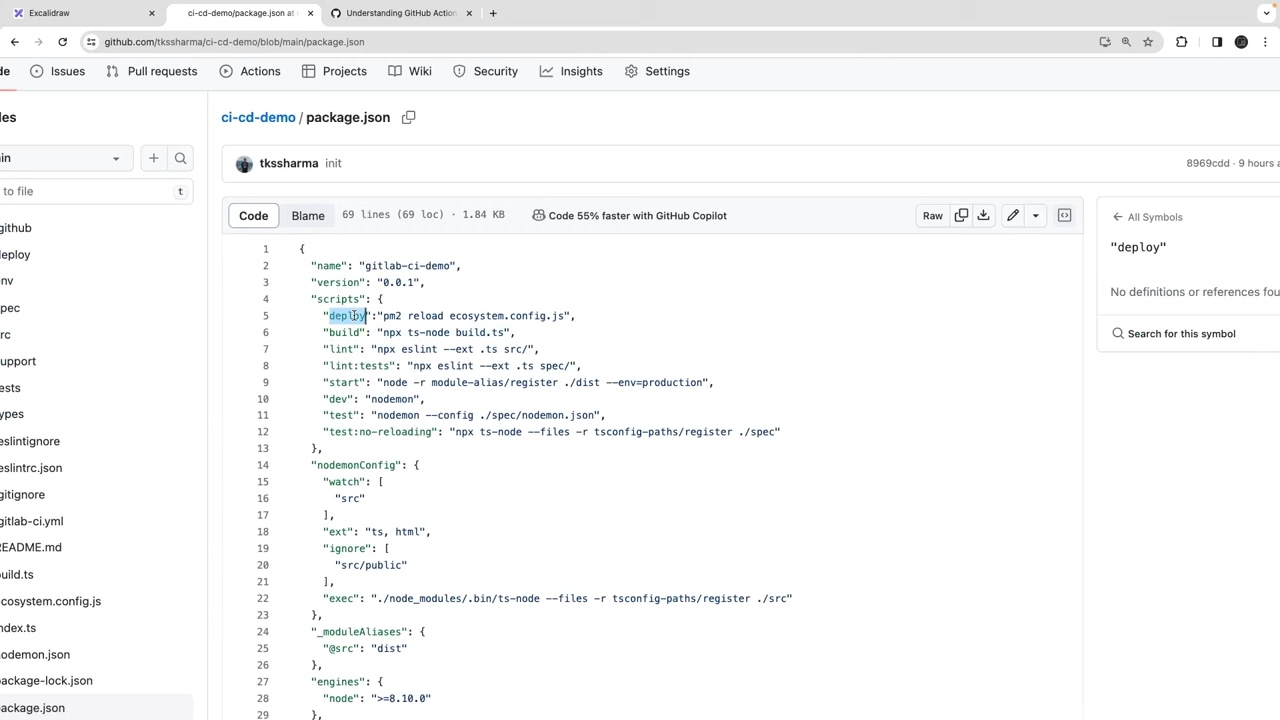 Excalidraw
ci-cd-demo/package.json at
Understanding GitHub Action
github.com/tkssharma/ci-cd-demo/blob/main/package.json
de
Issues
Pull requests
Actions
Projects
Wiki
Security
Insights
Settings
les
ci-cd-demo / package.json
in
tkssharma init
8969cdd · 9 hours a
to file
t
Code
Blame
69 lines (69 loc) · 1.84 KB
Code 55% faster with GitHub Copilot
Raw
All Symbols
"deploy"
No definitions or references fou
Search for this symbol
github
eploy
nv
pec
rc
upport
ests
ypes
eslintignore
eslintrc.json
gitignore
gitlab-ci.yml
EADME.md
uild.ts
cosystem.config.js
ndex.ts
odemon.json
package-lock.json
package.json
1 {
2 "name": "gitlab-ci-demo",
3 "version": "0.0.1",
4 "scripts": {
5 "deploy":"pm2 reload ecosystem.config.js",
6 "build": "npx ts-node build.ts",
7 "lint": "npx eslint --ext .ts src/",
8 "lint:tests": "npx eslint --ext .ts spec/",
9 "start": "node -r module-alias/register ./dist --env=production",
10 "dev": "nodemon",
11 "test": "nodemon --config ./spec/nodemon.json",
12 "test:no-reloading": "npx ts-node --files -r tsconfig-paths/register ./spec"
13 },
14 "nodemonConfig": {
15 "watch": [
16 "src"
17 ],
18 "ext": "ts, html",
19 "ignore": [
20 "src/public"
21 ],
22 "exec": "./node_modules/.bin/ts-node --files -r tsconfig-paths/register ./src"
23 },
24 "_moduleAliases": {
25 "@src": "dist"
26 },
27 "engines": {
28 "node": ">=8.10.0"
29 },